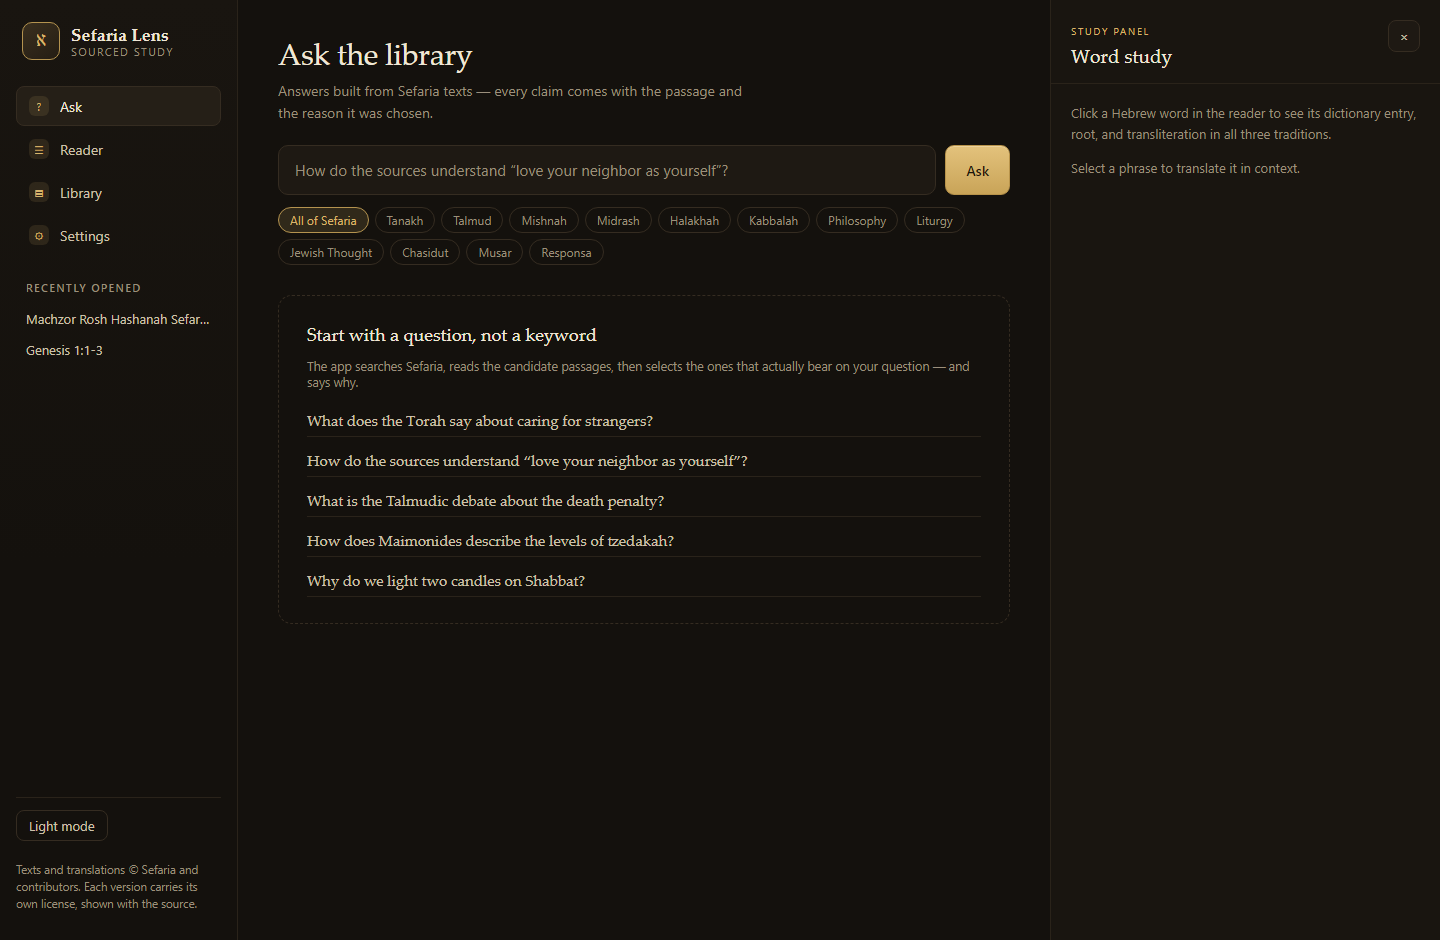 א
Sefaria Lens
SOURCED STUDY
? Ask
Reader
Library
Settings
RECENTLY OPENED
Machzor Rosh Hashanah Sefar...
Genesis 1:1-3
Light mode
Texts and translations © Sefaria and
contributors. Each version carries its
own license, shown with the source.
Ask the library
Answers built from Sefaria texts — every claim comes with the passage and
the reason it was chosen.
How do the sources understand “love your neighbor as yourself”?
Ask
All of Sefaria Tanakh Talmud Mishnah Midrash Halakhah Kabbalah Philosophy Liturgy
Jewish Thought Chasidut Musar Responsa
Start with a question, not a keyword
The app searches Sefaria, reads the candidate passages, then selects the ones that actually bear on your question — and
says why.
What does the Torah say about caring for strangers?
How do the sources understand “love your neighbor as yourself”?
What is the Talmudic debate about the death penalty?
How does Maimonides describe the levels of tzedakah?
Why do we light two candles on Shabbat?
STUDY PANEL
Word study
×
Click a Hebrew word in the reader to see its dictionary entry,
root, and transliteration in all three traditions.
Select a phrase to translate it in context.